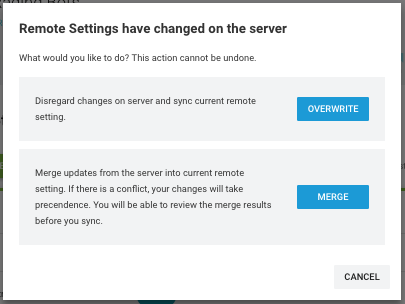 Remote Settings have changed on the server
What would you like to do? This action cannot be undone.
Disregard changes on server and sync current remote
setting.
OVERWRITE
Merge updates from the server into current remote
setting. If there is a conflict, your changes will take
precendence. You will be able to review the merge results
before you sync.
MERGE
CANCEL